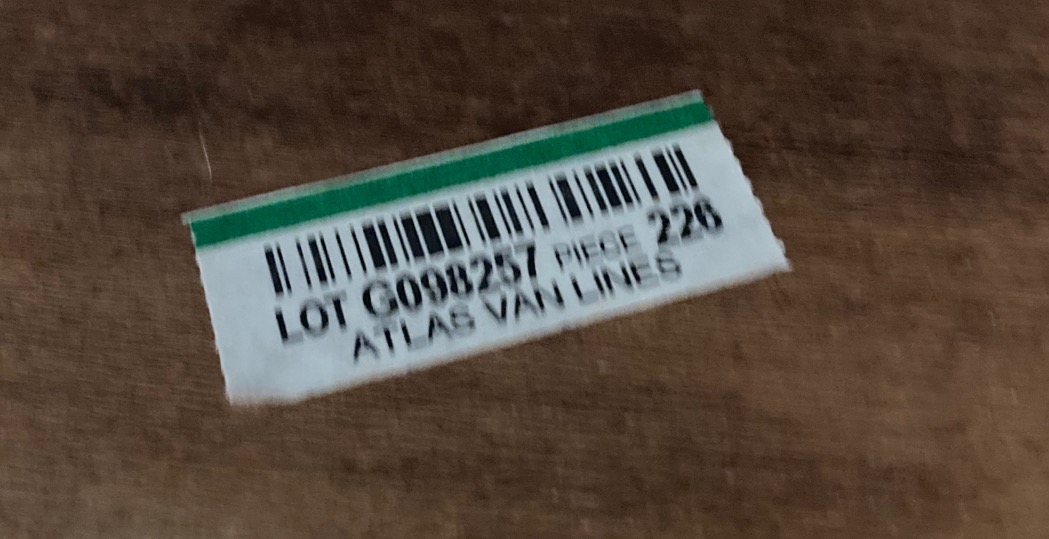 LOT G098257 PIECE 226
ATLAS VAN LINES